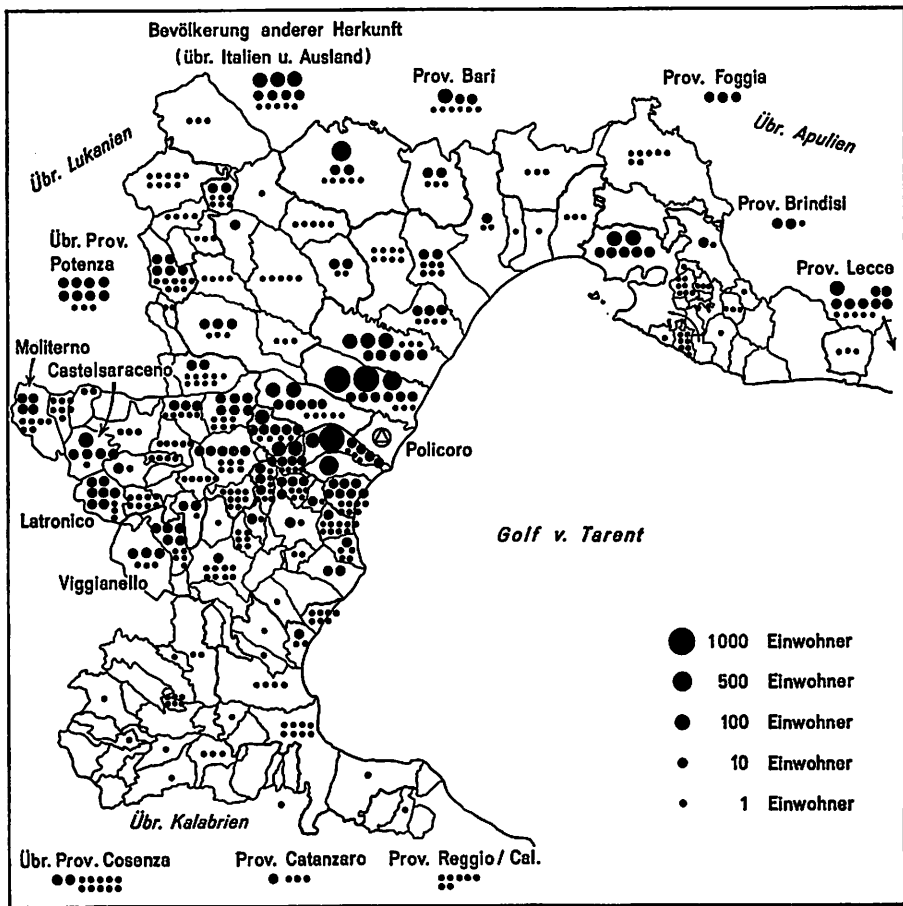 Bevölkerung anderer Herkunft
(übr. Italien u. Ausland)
Prov. Bari
Prov. Foggia
Übr. Lukanien
Übr. Apulien
Prov. Brindisi
Übr. Prov.
Potenza
Prov. Lecce
Moliterno
Castelsaraceno
Policoro
Latronico
Golf v. Tarent
Viggianello
1000 Einwohner
500 Einwohner
100 Einwohner
10 Einwohner
1 Einwohner
Übr. Kalabrien
Übr. Prov. Cosenza
Prov. Catanzaro
Prov. Reggio / Cal.